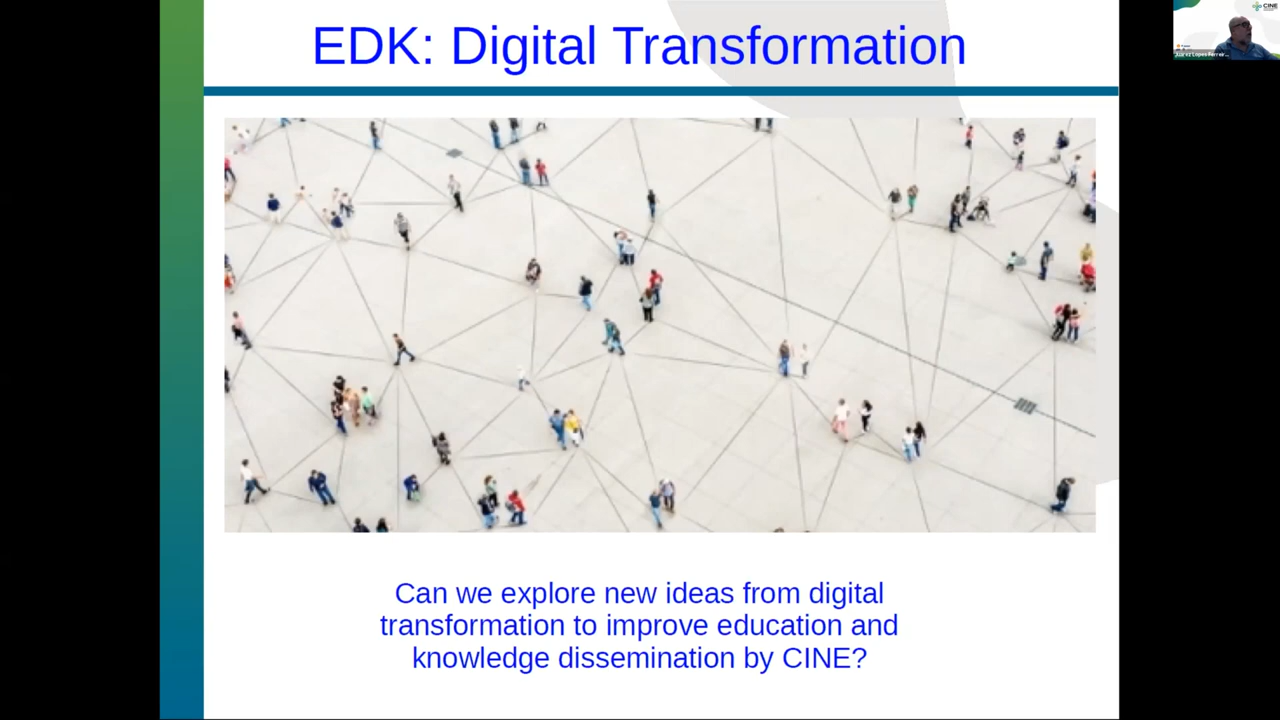 EDK: Digital Transformation
CINE
Can we explore new ideas from digital
transformation to improve education and
knowledge dissemination by CINE?